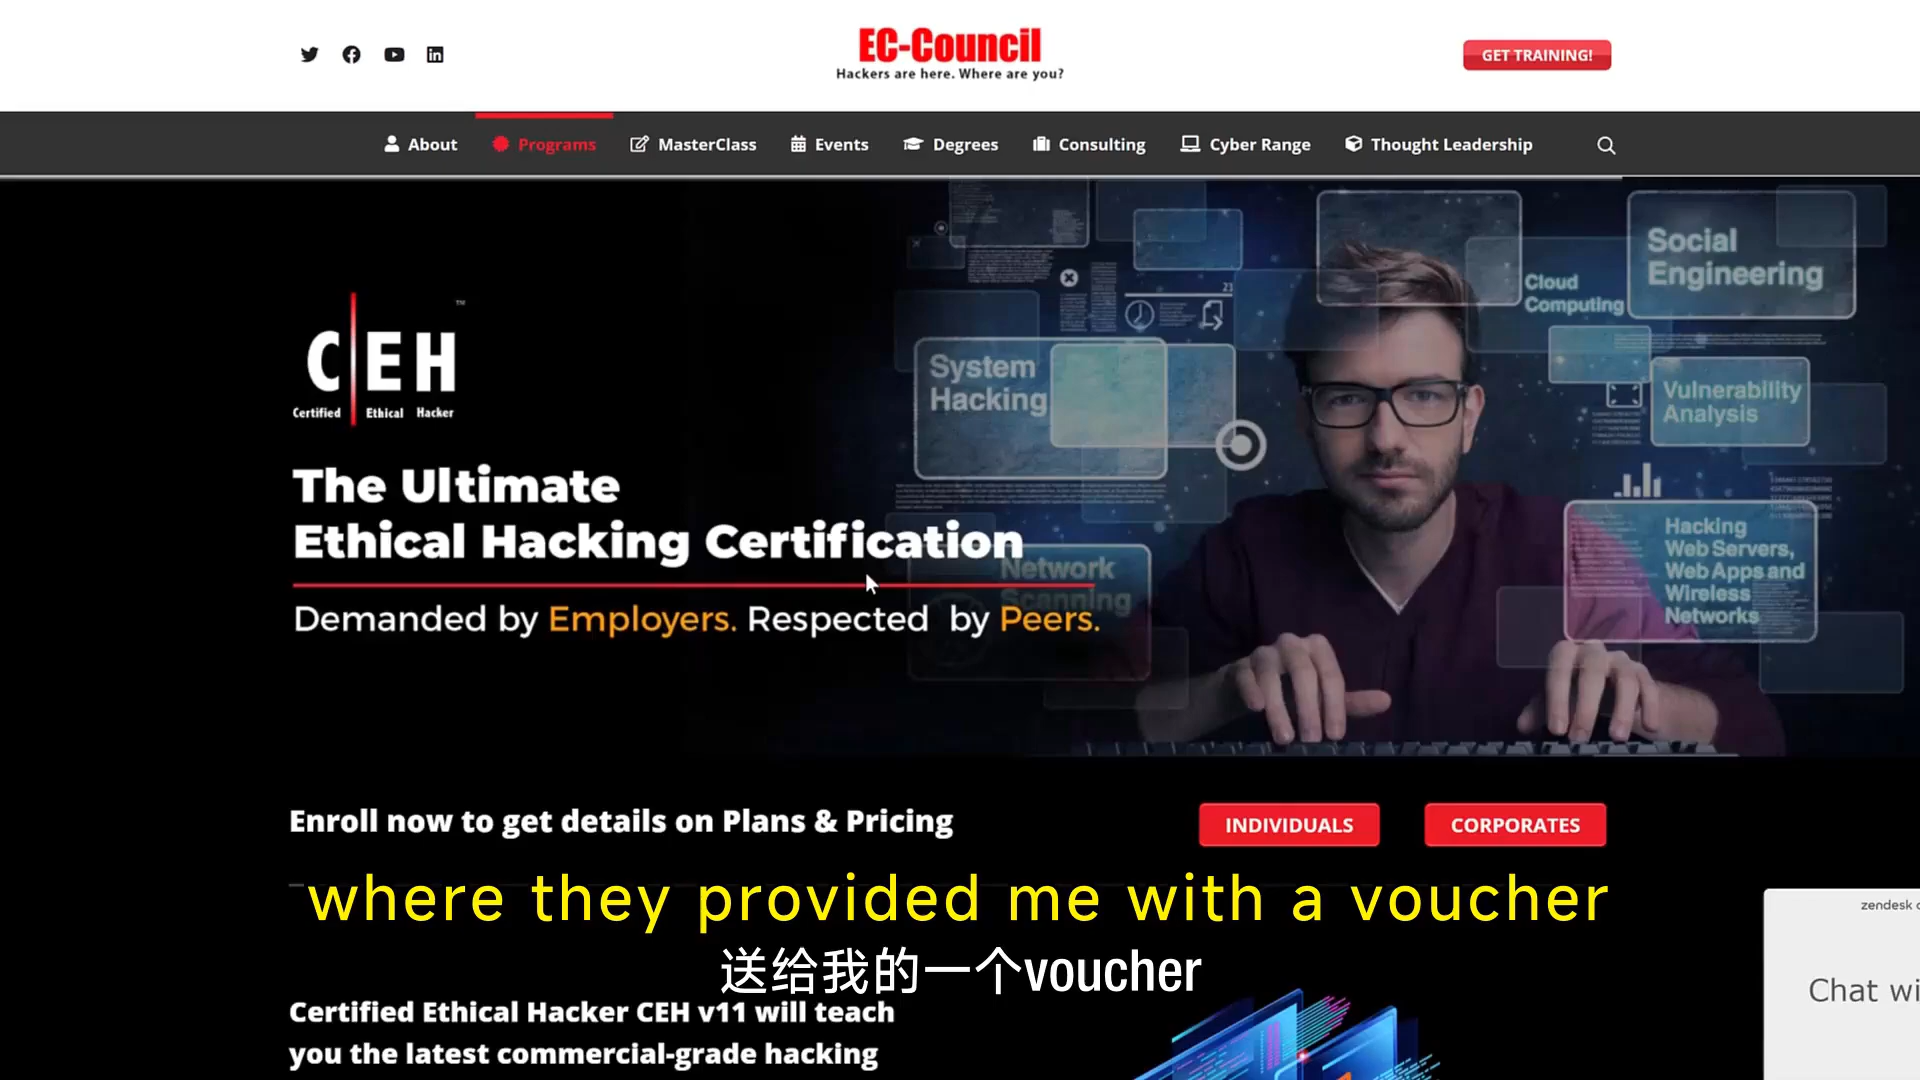 EC-Council
Hackers are here. Where are you?
GET TRAINING!
About
Programs
MasterClass
Events
Degrees
Consulting
Cyber Range
Thought Leadership
CEH™
Certified Ethical Hacker
The Ultimate
Ethical Hacking Certification
Demanded by Employers. Respected by Peers.
System
Hacking
21
Cloud
Computing
Social
Engineering
Vulnerability
Analysis
Hacking
Web Servers,
Web Apps and
Wireless
Networks
Network
Scanning
Enroll now to get details on Plans & Pricing
INDIVIDUALS
CORPORATES
where they provided me with a voucher
送给我的一个voucher
zendesk
Chat wi
Certified Ethical Hacker CEH v11 will teach
you the latest commercial-grade hacking